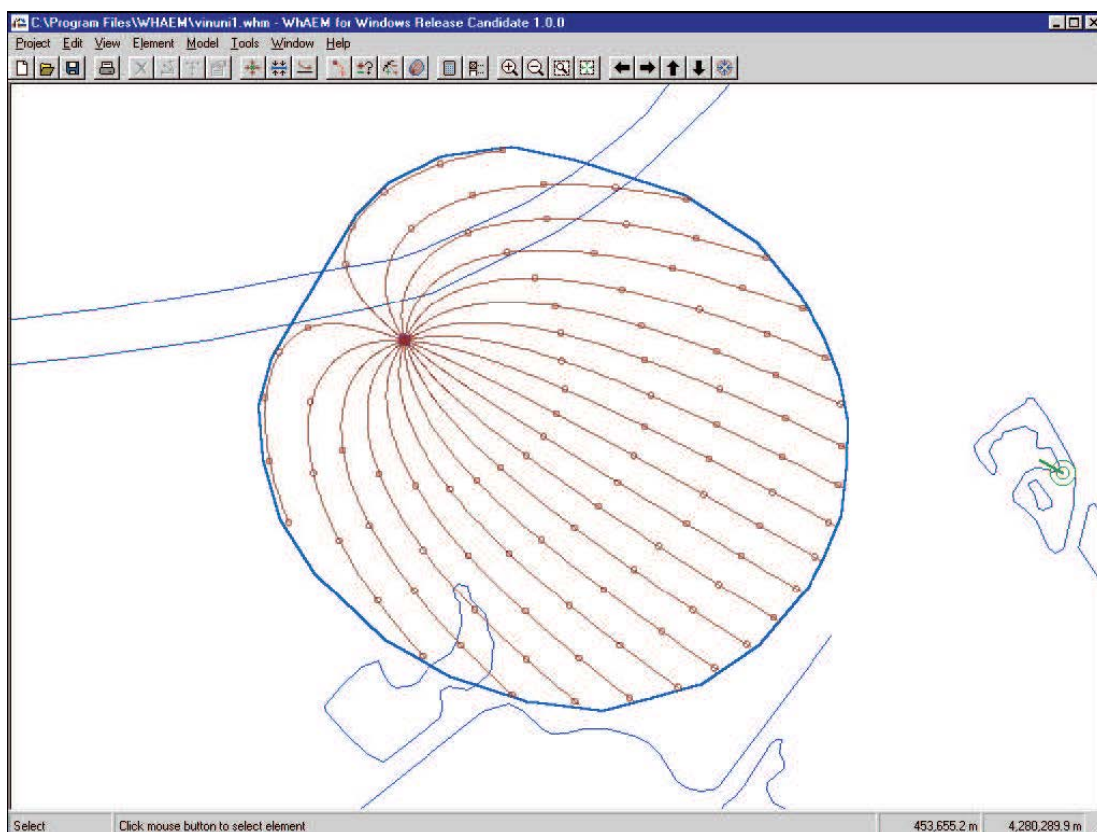 C:\Program Files\WHAEM\vinuni1.whm - WhAEM for Windows Release Candidate 1.0.0
Project Edit View Element Model Tools Window Help
Select Click mouse button to select element 453,655.2 m 4,280,289.9 m